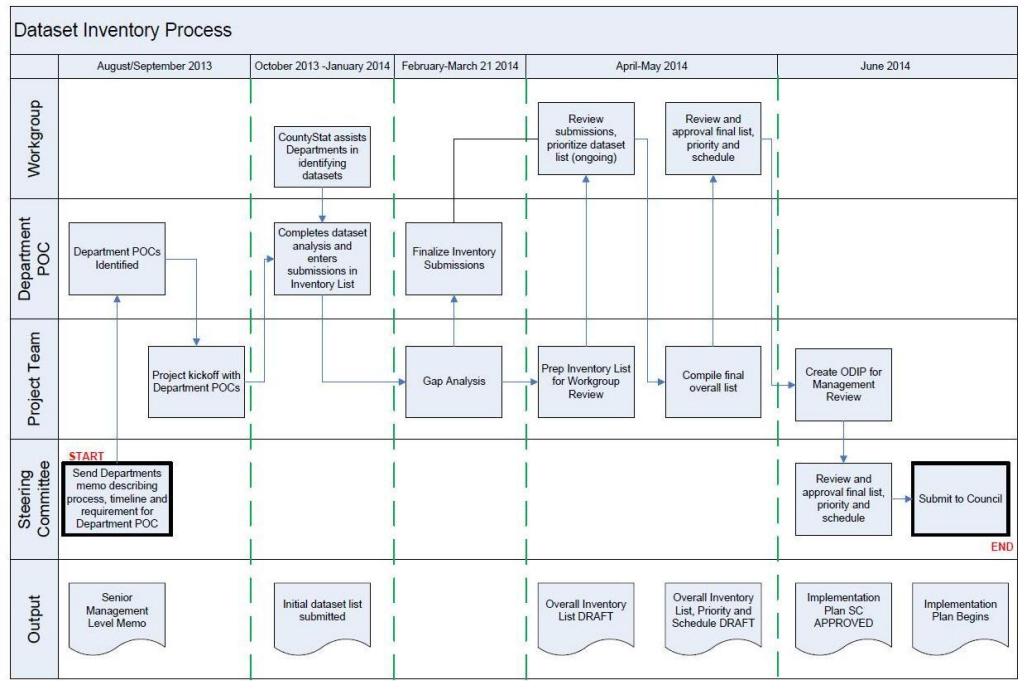 Dataset Inventory Process
August/September 2013
October 2013 -January 2014
February-March 21 2014
April-May 2014
June 2014
Workgroup
CountyStat assists
Departments in
identifying
datasets
Review
submissions,
prioritize dataset
list (ongoing)
Review and
approval final list,
priority and
schedule
Department
POC
Department POCs
Identified
Completes dataset
analysis and
enters
submissions in
Inventory List
Finalize Inventory
Submissions
Project Team
Project kickoff with
Department POCs
Gap Analysis
Prep Inventory List
for Workgroup
Review
Compile final
overall list
Create ODIP for
Management
Review
Steering
Committee
START
Send Departments
memo describing
process, timeline and
requirement for
Department POC
Review and
approval final list,
priority and
schedule
Submit to Council
END
Output
Senior
Management
Level Memo
Initial dataset list
submitted
Overall Inventory
List DRAFT
Overall Inventory
List, Priority and
Schedule DRAFT
Implementation
Plan SC
APPROVED
Implementation
Plan Begins